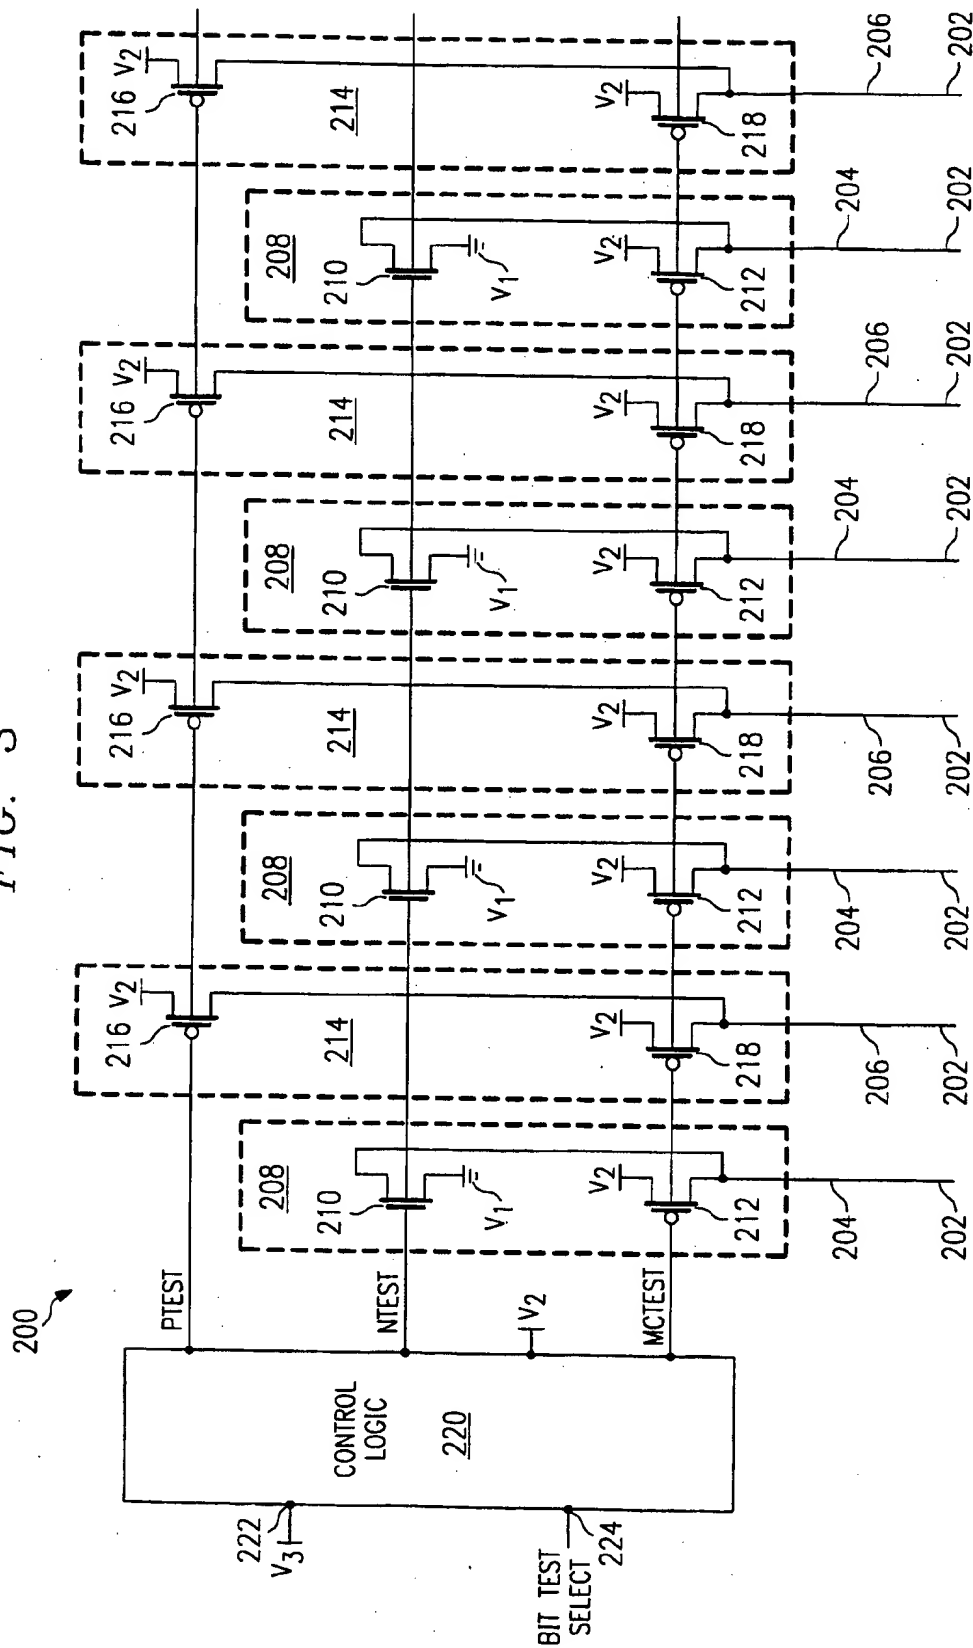 FIG.
200
216 V2 216 V2 216 V2 216 V2
PTEST
208 208 208 208
222
V3
CONTROL
LOGIC
220
210 214 210 214 210 214 210 214
NTEST
V1 V1 V1 V1
V2
BIT TEST
SELECT
224
V2 V2 V2 V2 V2 V2 V2 V2
MCTEST
212 218 212 218 212 218 212 218
204 206 204 206 204 206 204 206
202 202 202 202 202 202 202 202